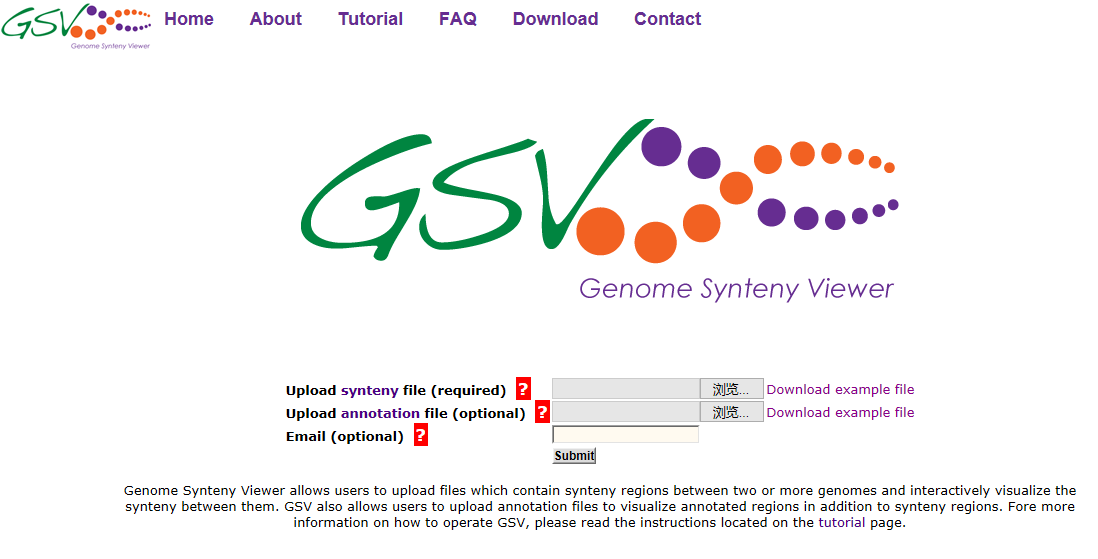 GSV Home About Tutorial FAQ Download Contact
Genome Synteny Viewer
GSV
Genome Synteny Viewer
Upload synteny file (required) ? 浏览... Download example file
Upload annotation file (optional) ? 浏览... Download example file
Email (optional) ?
Submit
Genome Synteny Viewer allows users to upload files which contain synteny regions between two or more genomes and interactively visualize the
synteny between them. GSV also allows users to upload annotation files to visualize annotated regions in addition to synteny regions. Fore more
information on how to operate GSV, please read the instructions located on the tutorial page.